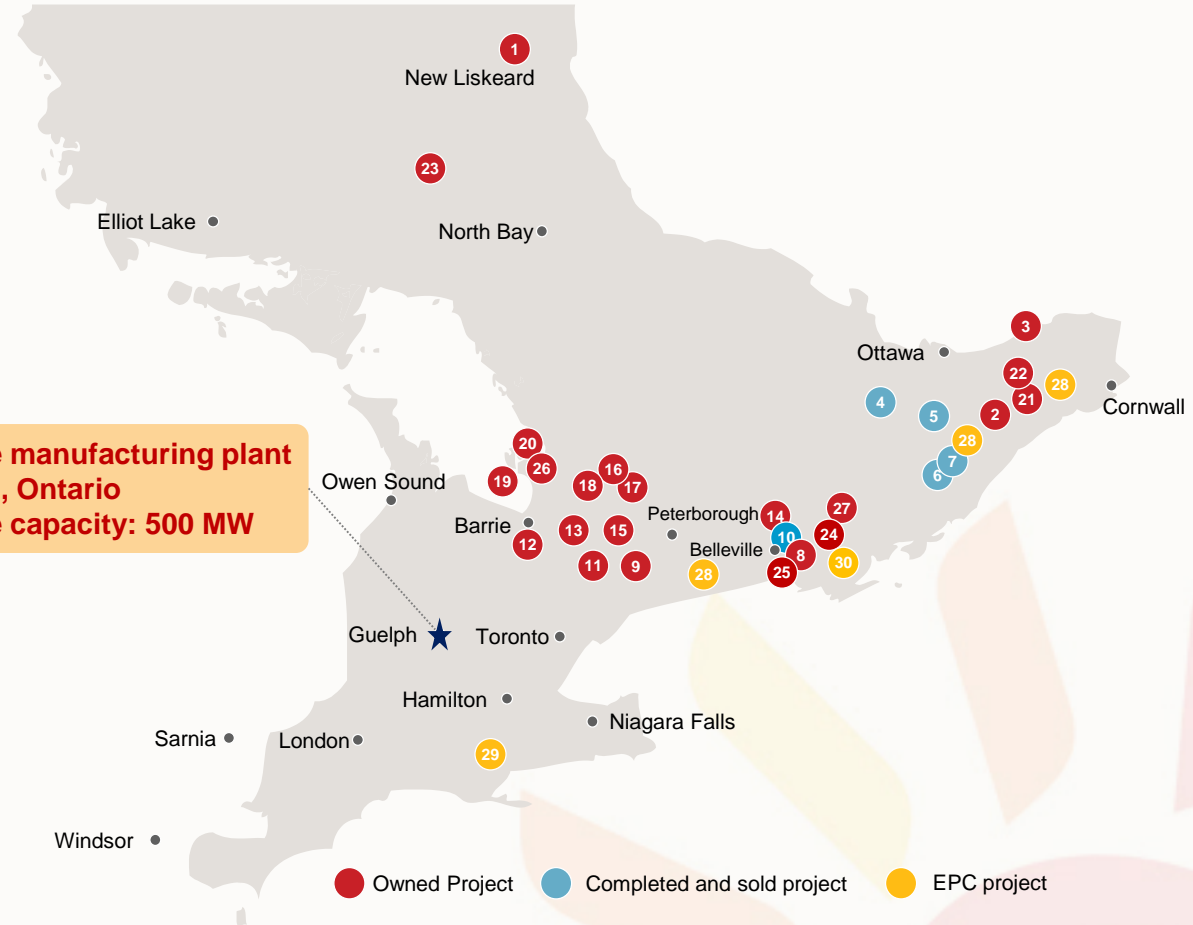 1
New Liskeard
23
Elliot Lake
North Bay
3
Ottawa
22
28
4
21
Cornwall
5
2
28
7
6
20
26
16
19
18
17
Owen Sound
e manufacturing plant
, Ontario
e capacity: 500 MW
Barrie
12
13
15
11
9
Peterborough
14
27
10
24
Belleville
8
25
30
28
Guelph
Toronto
Hamilton
Niagara Falls
Sarnia
London
29
Windsor
Owned Project
Completed and sold project
EPC project